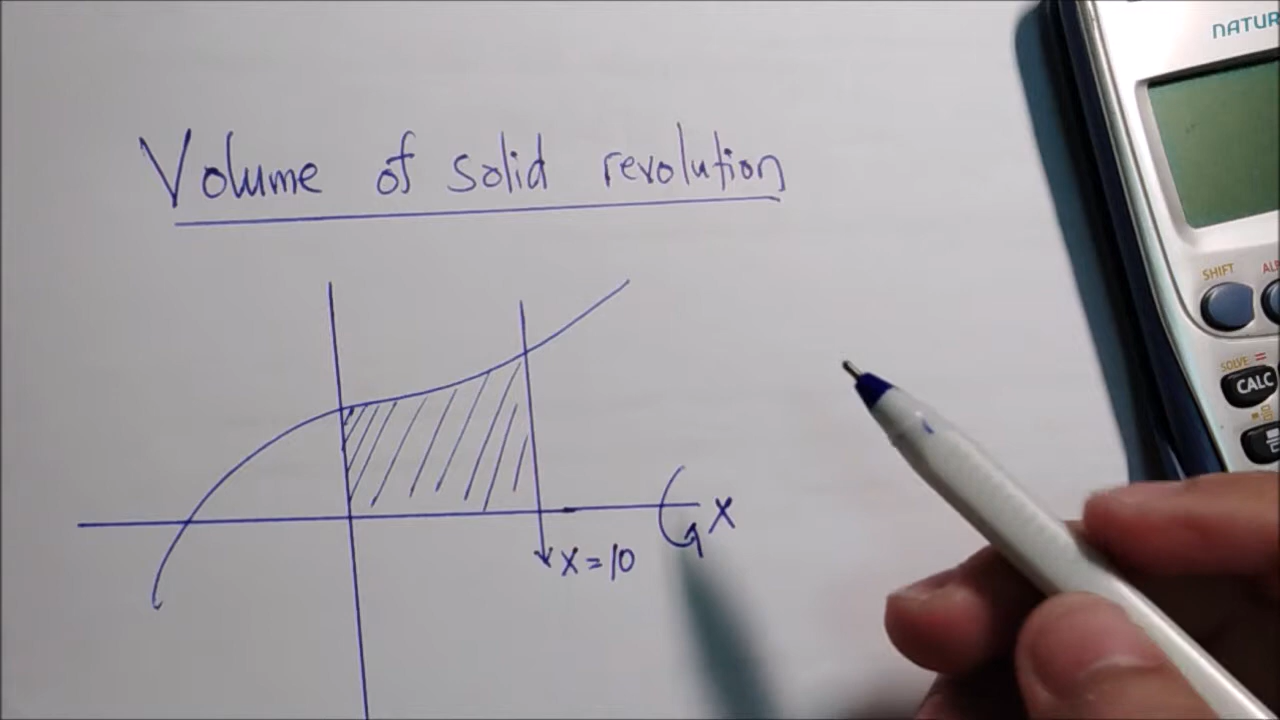 Volume of solid revolution
X
X = 10
NATUR
SHIFT
SOLVE =
CALC